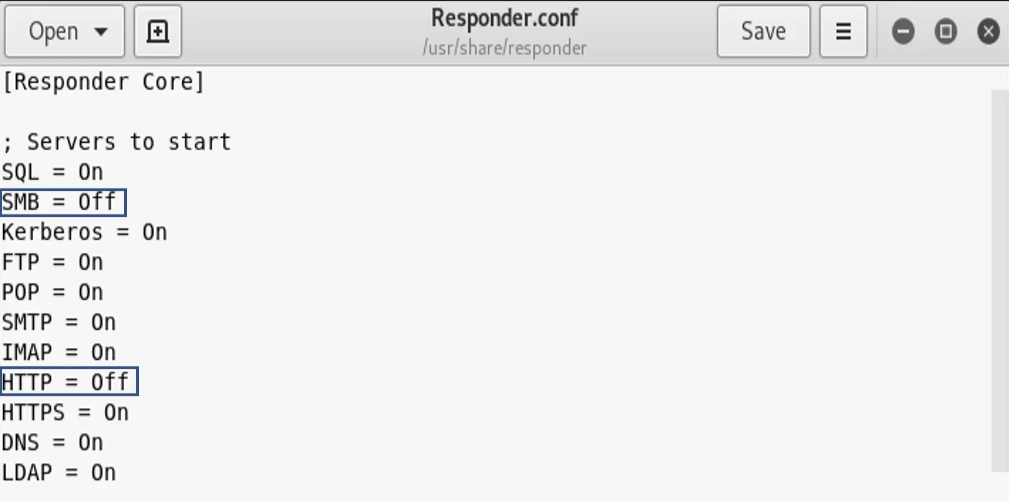 Open
Responder.conf
/usr/share/responder
Save
[Responder Core]
; Servers to start
SQL = On
SMB = Off
Kerberos = On
FTP = On
POP = On
SMTP = On
IMAP = On
HTTP = Off
HTTPS = On
DNS = On
LDAP = On